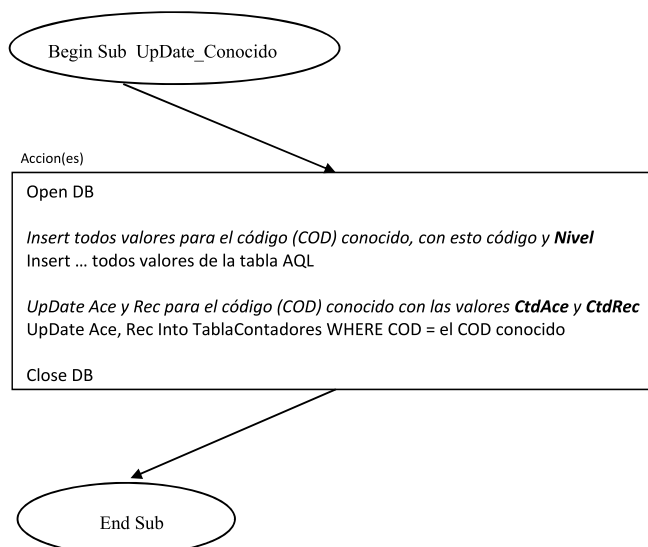 Begin Sub UpDate_Conocido
Accion(es)
Open DB
Insert todos valores para el código (COD) conocido, con esto código y Nivel
Insert ... todos valores de la tabla AQL
UpDate Ace y Rec para el código (COD) conocido con las valores CtdAce y CtdRec
UpDate Ace, Rec Into TablaContadores WHERE COD = el COD conocido
Close DB
End Sub